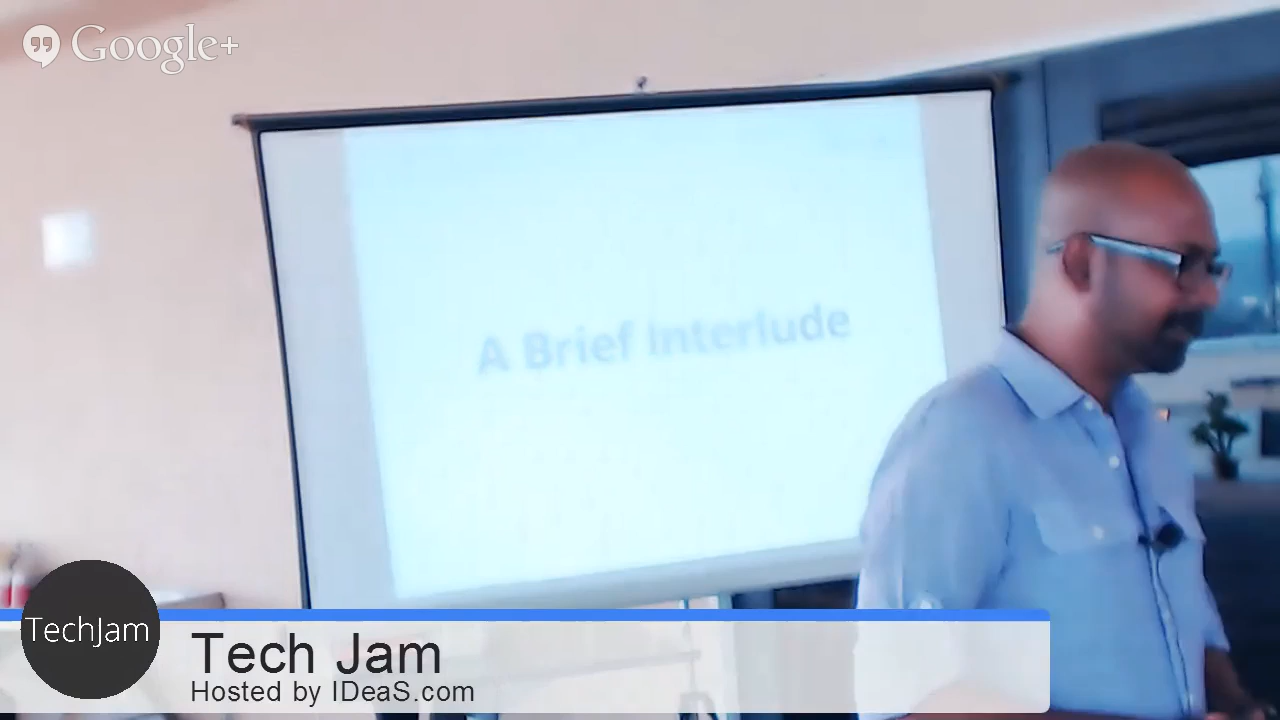 Google+
A Brief Interlude
TechJam
Tech Jam
Hosted by IDeaS.com